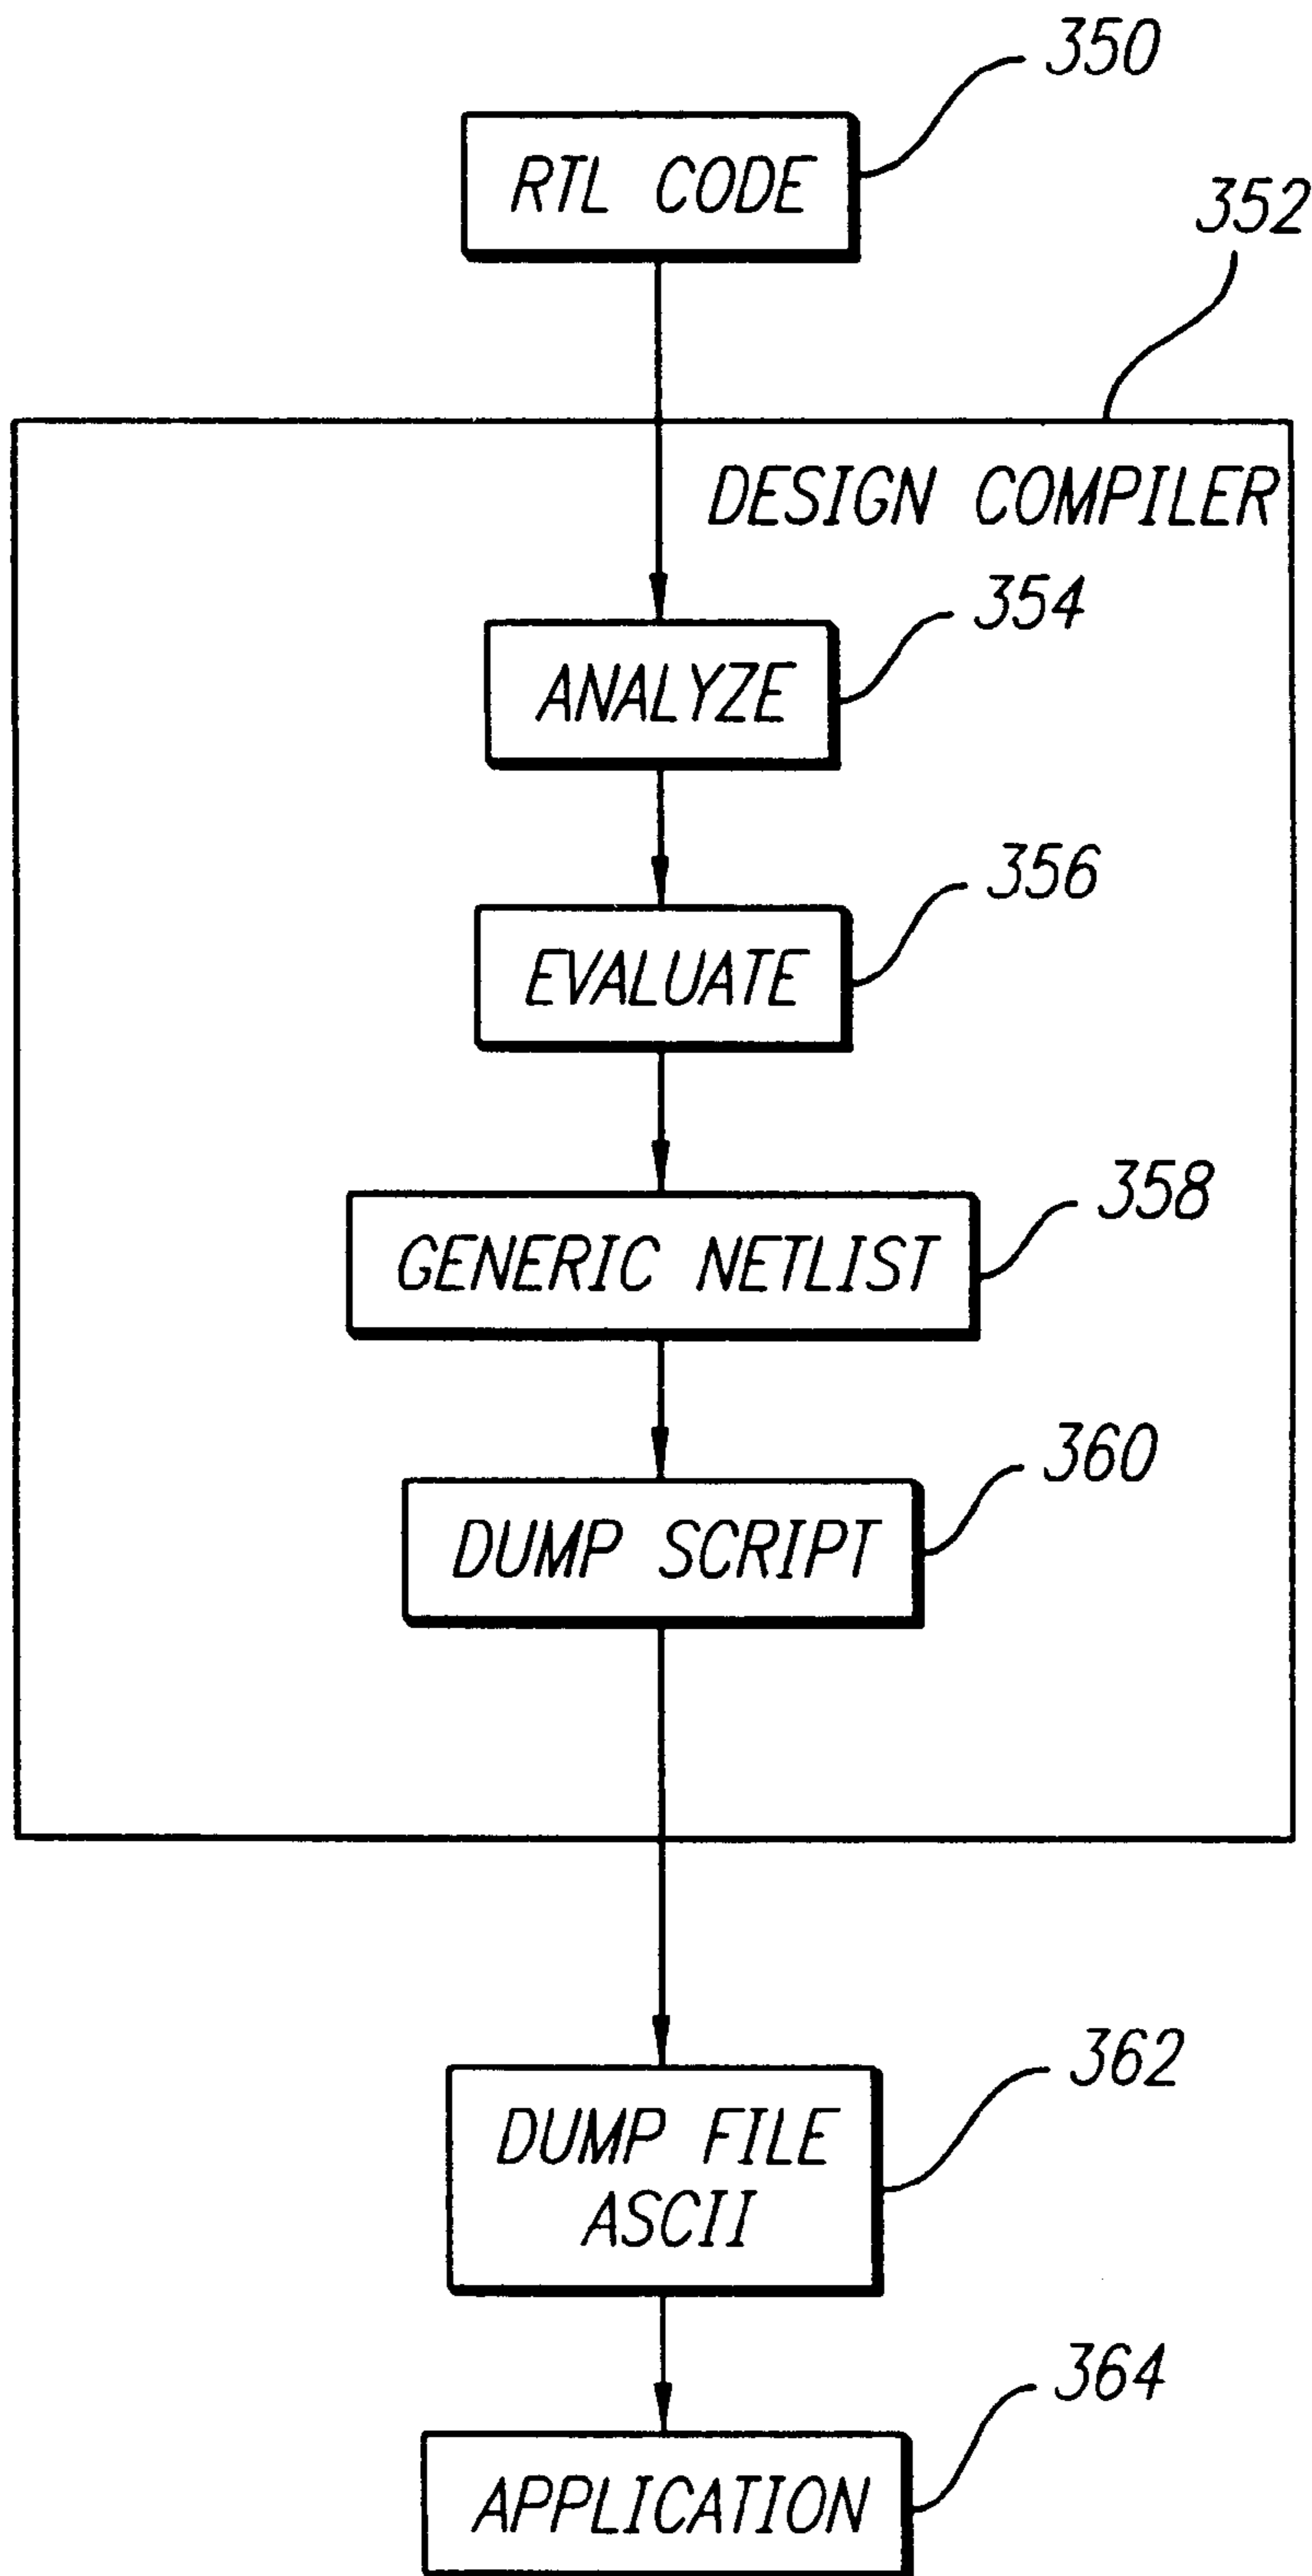 350
RTL CODE
352
DESIGN COMPILER
354
ANALYZE
356
EVALUATE
358
GENERIC NETLIST
360
DUMP SCRIPT
362
DUMP FILE
ASCII
364
APPLICATION